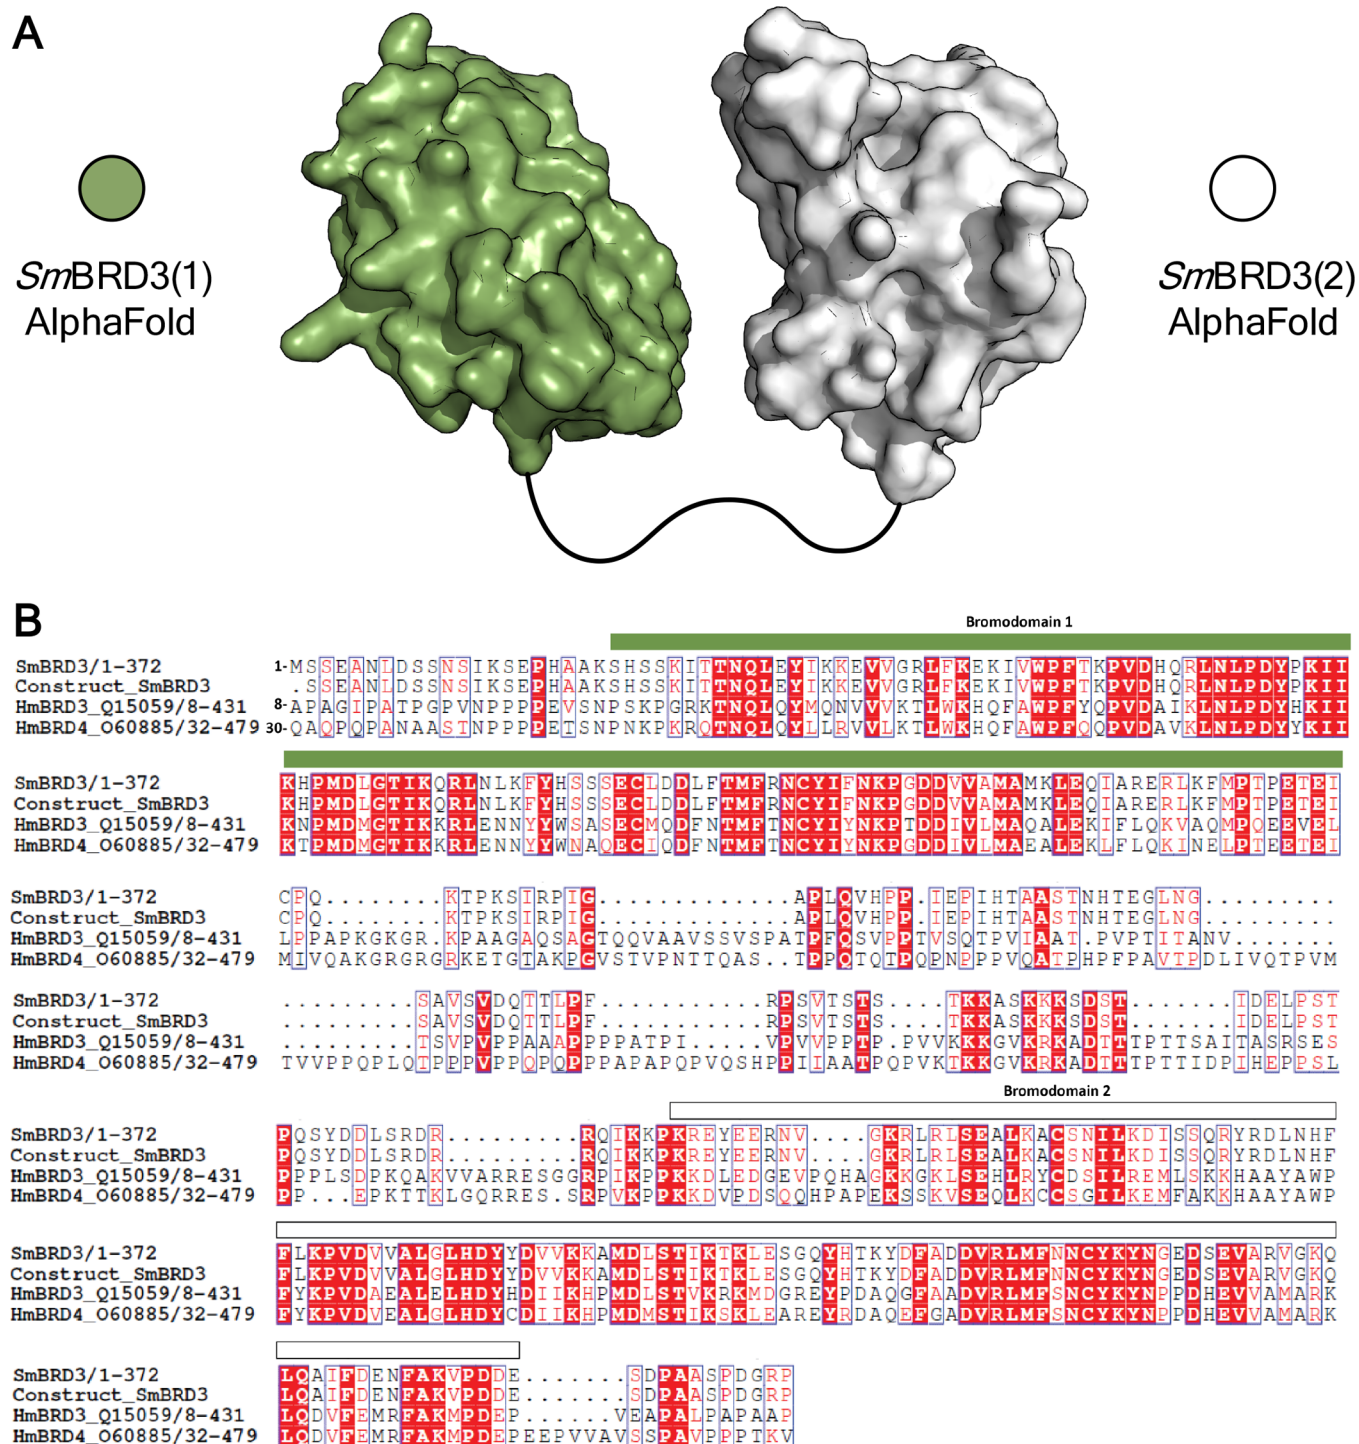 A
SmBRD3(1)
AlphaFold
SmBRD3(2)
AlphaFold
B
Bromodomain 1
SmBRD3/1-372 1-MSSEANLDSSNSIKSEPHAAKSHSSKITTNQLEYIKKEVVGRLFKEKIVWPFTKPVDHQRLNLPDYPKII
Construct_SmBRD3 .SSEANLDSSNSIKSEPHAAKSHSSKITTNQLEYIKKEVVGRLFKEKIVWPFTKPVDHQRLNLPDYPKII
HmBRD3_Q15059/8-431 8-APAGIPATPGPVNPPPPEVSNPSKPGRKTNQLQYMQNVVVKTLWKHQFAWPFYQPVDAIKLNLPDYHKII
HmBRD4_O60885/32-479 30-QAQPQPANAASTNPPPPETSNPNKPKRQTNQLQYLLRVVLKTLWKHQFAWPFQQPVDAVKLNLPDYYKII
SmBRD3/1-372 KHPMDLGTIKQRLNLKFYHSSSECLDDLFTMFRNCYIFNKPGDDVVAMAMKLEQIARERLKFMPTPETEI
Construct_SmBRD3 KHPMDLGTIKQRLNLKFYHSSSECLDDLFTMFRNCYIFNKPGDDVVAMAMKLEQIARERLKFMPTPETEI
HmBRD3_Q15059/8-431 KNPMDMGTIKKRLENNYYWSASECMQDFNTMFTNCYIYNKPTDDIVLMAQALEKIFLQKVAQMPQEEVEL
HmBRD4_O60885/32-479 KTPMDMGTIKKRLENNYYWNAQECIQDFNTMFTNCYIYNKPGDDIVLMAEALEKLFLQKINELPTEETEI
SmBRD3/1-372 CPQ........KTPKSIRPIG.............APLQVHPP.IEPIHTAASTNHTEGLNG.........
Construct_SmBRD3 CPQ........KTPKSIRPIG.............APLQVHPP.IEPIHTAASTNHTEGLNG.........
HmBRD3_Q15059/8-431 LPPAPKGKGR.KPAAGAQSAGTQQVAAVSSVSPATPFQSVPPTVSQTPVIAAT.PVPTITANV.......
HmBRD4_O60885/32-479 MIVQAKGRGRGRKETGTAKPGVSTVPNTTQAS..TPPQTQTPQPNPPPVQATPHPFPAVTPDLIVQTPVM
SmBRD3/1-372 .........SAVSVDQTTLPF...........RPSVTSTS....TKKASKKKSDST.......IDELPST
Construct_SmBRD3 .........SAVSVDQTTLPF...........RPSVTSTS....TKKASKKKSDST.......IDELPST
HmBRD3_Q15059/8-431 .........TSVPVPPAAAPPPPATPI.....VPVVPPTP.PVVKKKGVKKKADTTTPTTSAITASRSES
HmBRD4_O60885/32-479 TVVPPQPLQTPPPVPPQPQPPPAPAPQPVQSHPPIIAATPQPVKTKKGVKRKADTTTPTTIDPIHEPPSL
Bromodomain 2
SmBRD3/1-372 PQSYDDLSRDR.........RQIKKPKREYEERNV....GKRLRLSEALKACSNILKDISSQRYRDLNHF
Construct_SmBRD3 PQSYDDLSRDR.........RQIKKPKREYEERNV....GKRLRLSEALKACSNILKDISSQRYRDLNHF
HmBRD3_Q15059/8-431 PPPLSDPKQAKVVARRESGGRPIKPPKKDLEDGEVPQHAGKKGKLSEHLRYCDSILREMLSKKHAAYAWP
HmBRD4_O60885/32-479 PP...EPKTTKLGQRRES.SRPVKPPKKDVPDSQQHPAPEKSSKVSEQLKCCSGILKEMFAKKHAAYAWP
SmBRD3/1-372 FLKPVDVVALGLHDYYDVVKKAMDLSTIKTKLESGQYHTKYDFADDVRLMFNNCYKYNGEDSEVARVGKQ
Construct_SmBRD3 FLKPVDVVALGLHDYYDVVKKAMDLSTIKTKLESGQYHTKYDFADDVRLMFNNCYKYNGEDSEVARVGKQ
HmBRD3_Q15059/8-431 FYKPVDAEALELHDYHDIIKHPMDLSTVKRKMDGREYPDAQGFAADVRLMFSNCYKYNPPDHEVVAMARK
HmBRD4_O60885/32-479 FYKPVDVEALGLHDYCDIIKHPMDMSTIKSKLEAREYRDAQEFGADVRLMFSNCYKYNPPDHEVVAMARK
SmBRD3/1-372 LQAIFDENFAKVPDDE.......SDPAASPDGRP
Construct_SmBRD3 LQAIFDENFAKVPDDE.......SDPAASPDGRP
HmBRD3_Q15059/8-431 LQDVFEMRFAKMPDEP......VEAPALPAPAAP
HmBRD4_O60885/32-479 LQDVFEMRFAKMPDEPEEPVVAVSSPAVPPPTKV